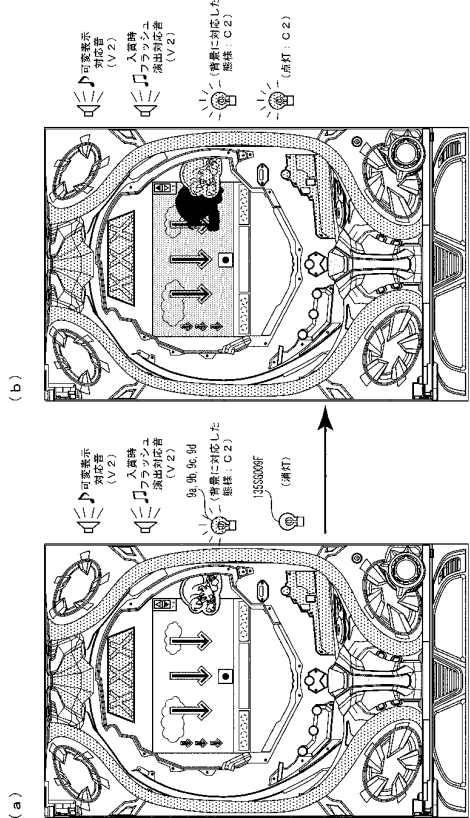 (a)
♪可変表示
対応音
(V2)
入賞時
♫フラッシュ
演出対応音
(V2)
9a, 9b, 9c, 9d
(背景に対応した
態様:C2)
135SG009F
(消灯)
(b)
♪可変表示
対応音
(V2)
入賞時
♫フラッシュ
演出対応音
(V2)
(背景に対応した
態様:C2)
(点灯:C2)